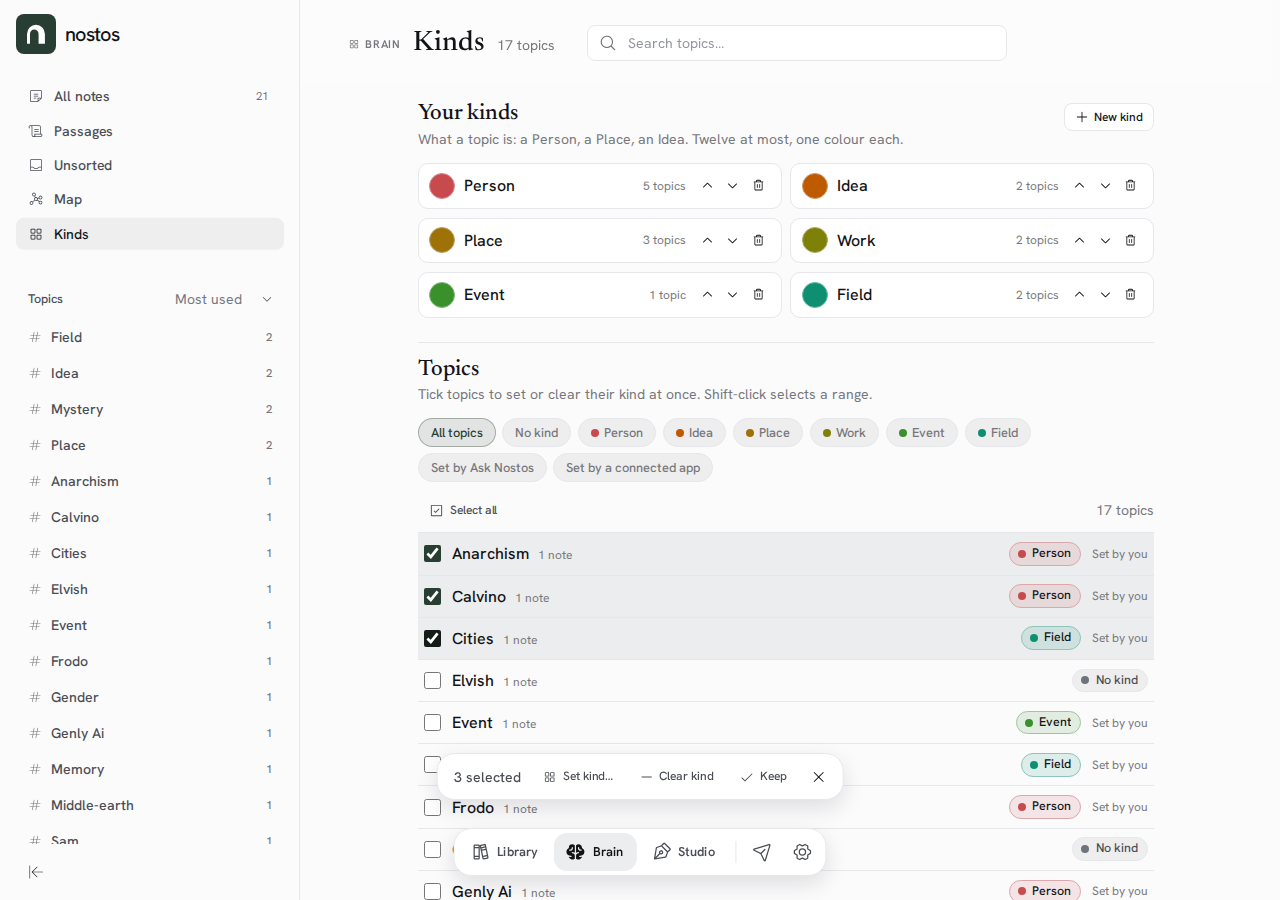 nostos
All notes 21
Passages
Unsorted
Map
Kinds
Topics Most used
# Field 2
# Idea 2
# Mystery 2
# Place 2
# Anarchism 1
# Calvino 1
# Cities 1
# Elvish 1
# Event 1
# Frodo 1
# Gender 1
# Genly Ai 1
# Memory 1
# Middle-earth 1
# Sam 1
BRAIN Kinds 17 topics
Search topics...
Your kinds
New kind
What a topic is: a Person, a Place, an Idea. Twelve at most, one colour each.
Person 5 topics
Idea 2 topics
Place 3 topics
Work 2 topics
Event 1 topic
Field 2 topics
Topics
Tick topics to set or clear their kind at once. Shift-click selects a range.
All topics No kind Person Idea Place Work Event Field
Set by Ask Nostos Set by a connected app
Select all 17 topics
Anarchism 1 note Person Set by you
Calvino 1 note Person Set by you
Cities 1 note Field Set by you
Elvish 1 note No kind
Event 1 note Event Set by you
Field Set by you
3 selected Set kind... Clear kind Keep
Frodo 1 note Person Set by you
No kind
Library Brain Studio
Genly Ai 1 note Person Set by you